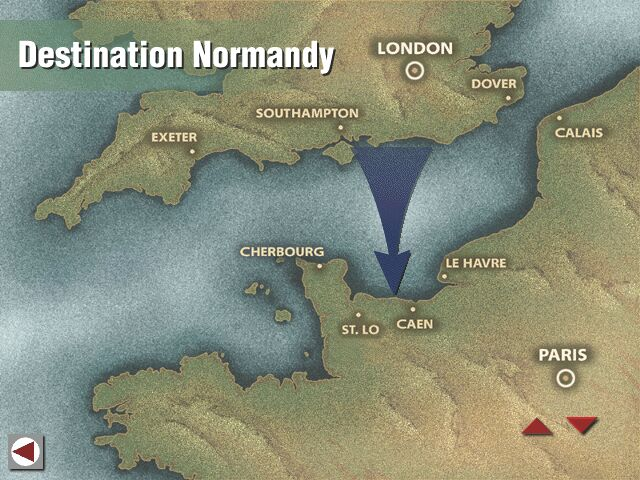 Destination Normandy
LONDON
DOVER
SOUTHAMPTON
CALAIS
EXETER
CHERBOURG
LE HAVRE
ST. LO
CAEN
PARIS